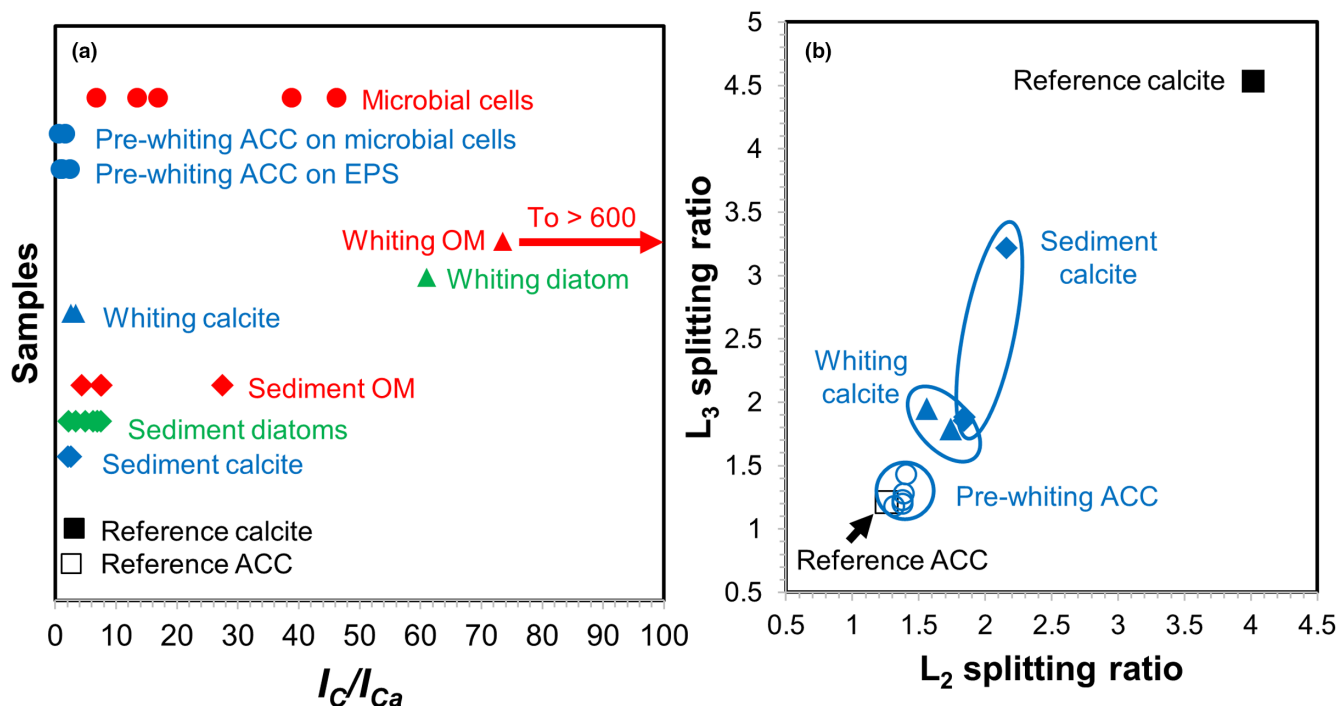 (a)
Microbial cells
Pre-whiting ACC on microbial cells
Pre-whiting ACC on EPS
To > 600
Whiting OM
Whiting diatom
Whiting calcite
Sediment OM
Sediment diatoms
Sediment calcite
Reference calcite
Reference ACC
Samples
0 10 20 30 40 50 60 70 80 90 100
I_C/I_Ca
(b)
5
4.5
4
3.5
3
2.5
2
1.5
1
0.5
L₃ splitting ratio
Reference calcite
Sediment
calcite
Whiting
calcite
Pre-whiting ACC
Reference ACC
0.5 1 1.5 2 2.5 3 3.5 4 4.5
L₂ splitting ratio